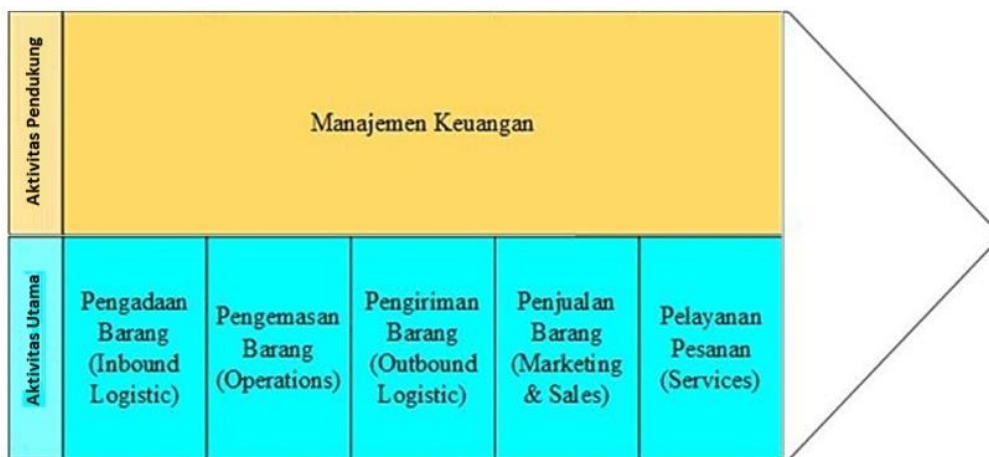 Aktivitas Pendukung
Manajemen Keuangan
Aktivitas Utama
Pengadaan
Barang
(Inbound
Logistic)
Pengemasan
Barang
(Operations)
Pengiriman
Barang
(Outbound
Logistic)
Penjualan
Barang
(Marketing
& Sales)
Pelayanan
Pesanan
(Services)